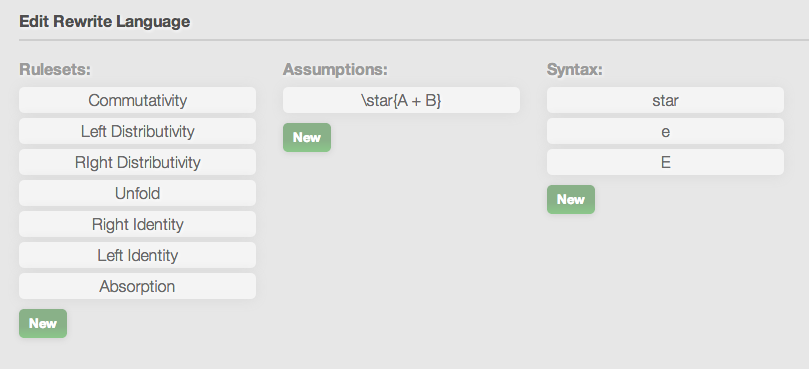 Edit Rewrite Language
Rulesets:
Commutativity
Left Distributivity
RIght Distributivity
Unfold
Right Identity
Left Identity
Absorption
New
Assumptions:
\star{A + B}
New
Syntax:
star
e
E
New